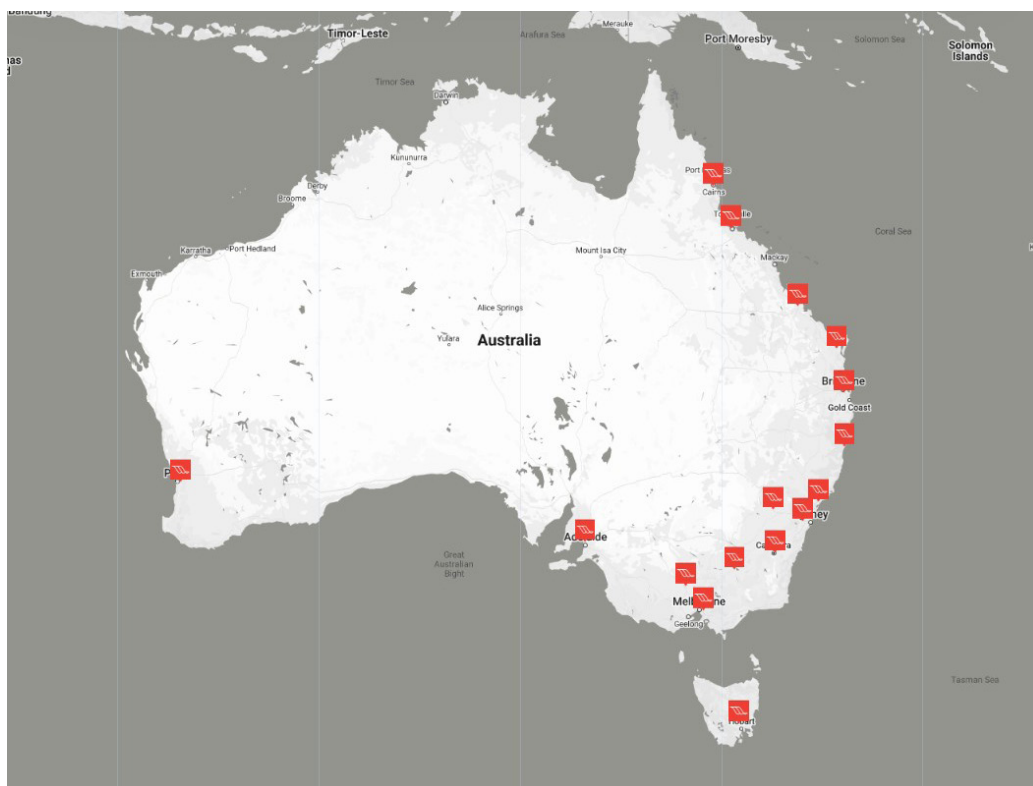 Bandung
Merauke
Timor-Leste
Arafura Sea
Port Moresby
Solomon Sea
Solomon
Islands
Timor Sea
Darwin
Kununurra
Port
Cairns
Derby
Broome
Coral Sea
Karratha
Port Hedland
Mount Isa City
Mackay
Exmouth
Alice Springs
Yulara
Australia
Gold Coast
Great
Australian
Bight
Geelong
Tasman Sea
Hobart